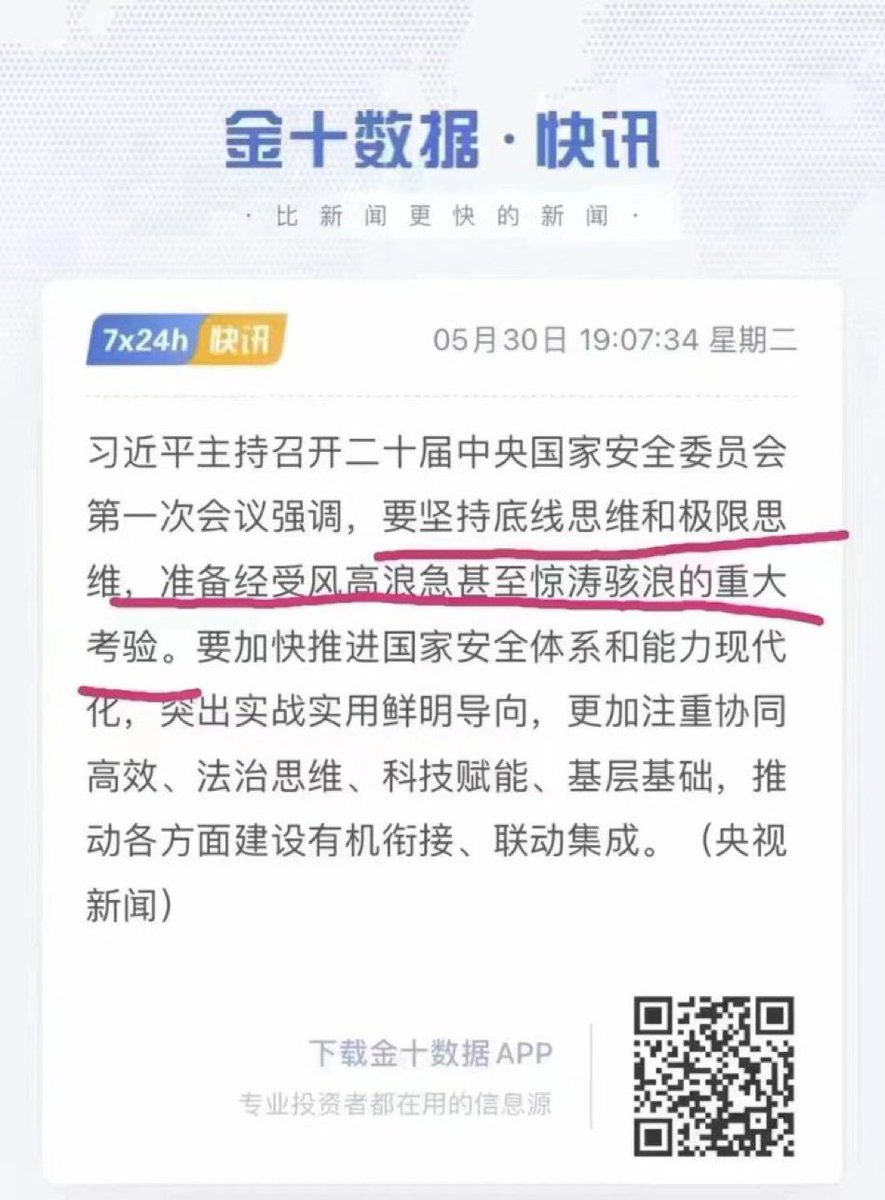 金十数据·快讯
·比新闻更快的新闻·
7x24h 快讯
05月30日 19:07:34 星期二
习近平主持召开二十届中央国家安全委员会
第一次会议强调，要坚持底线思维和极限思
维，准备经受风高浪急甚至惊涛骇浪的重大
考验。要加快推进国家安全体系和能力现代
化，突出实战实用鲜明导向，更加注重协同
高效、法治思维、科技赋能、基层基础，推
动各方面建设有机衔接、联动集成。（央视
新闻）
下载金十数据APP
专业投资者都在用的信息源